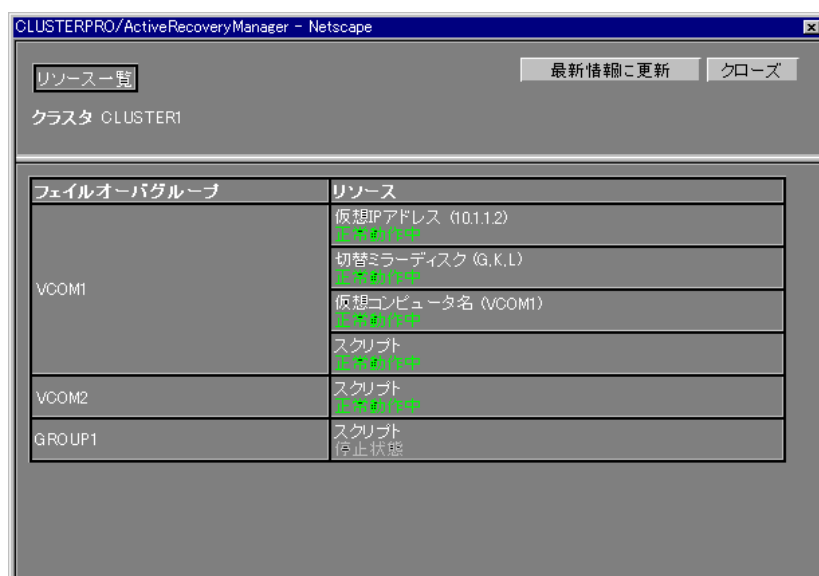 CLUSTERPRO/ActiveRecoveryManager - Netscape
リソース一覧
最新情報に更新
クローズ
クラスタ CLUSTER1
フェイルオーバグループ
リソース
VCOM1
仮想IPアドレス (10.1.1.2)
正常動作中
切替ミラーディスク (G,K,L)
正常動作中
仮想コンピュータ名 (VCOM1)
正常動作中
スクリプト
正常動作中
VCOM2
スクリプト
正常動作中
GROUP1
スクリプト
停止状態